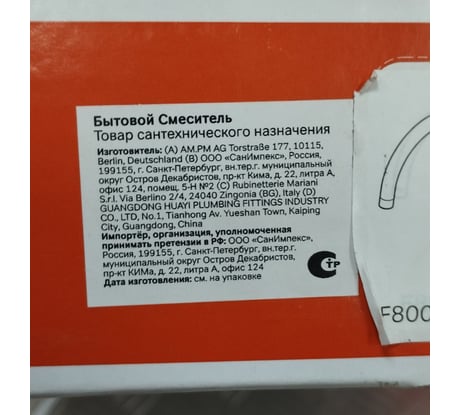 Бытовой Смеситель
Товар сантехнического назначения
Изготовитель: (A) AM.PM AG Torstraße 177, 10115,
Berlin, Deutschland (B) ООО «СанИмпекс», Россия,
199155, г. Санкт-Петербург, вн.тер.г. муниципальный
округ Остров Декабристов, пр-кт Кима, д. 22, литра А,
офис 124, помещ. 5-Н №2 (C) Rubinetterie Mariani
S.r.l. Via Berlino 2/4, 24040 Zingonia (BG), Italy (D)
GUANGDONG HUAYI PLUMBING FITTINGS INDUSTRY
CO., LTD, No.1, Tianhong Av. Yueshan Town, Kaiping
City, Guangdong, China
Импортёр, организация, уполномоченная
принимать претензии в РФ: ООО «СанИмпекс»,
Россия, 199155, г. Санкт-Петербург, вн.тер.г.
муниципальный округ Остров Декабристов,
пр-кт КИМа, д. 22, литра А, офис 124
Дата изготовления: см. на упаковке
СТР
F800